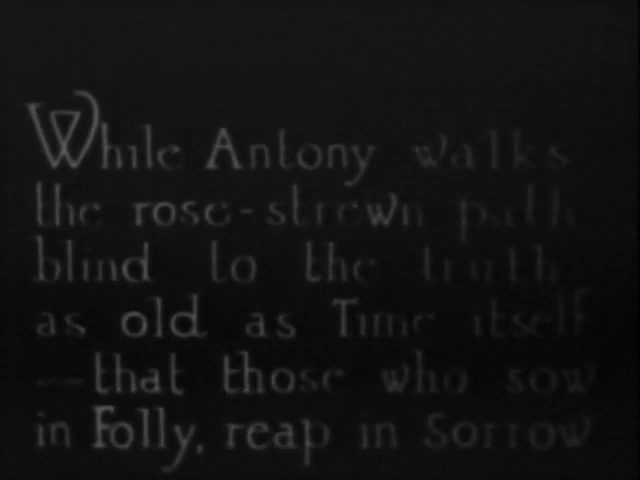 While Antony walks
the rose-strewn path
blind to the truth
as old as Time itself
—that those who sow
in Folly, reap in Sorrow